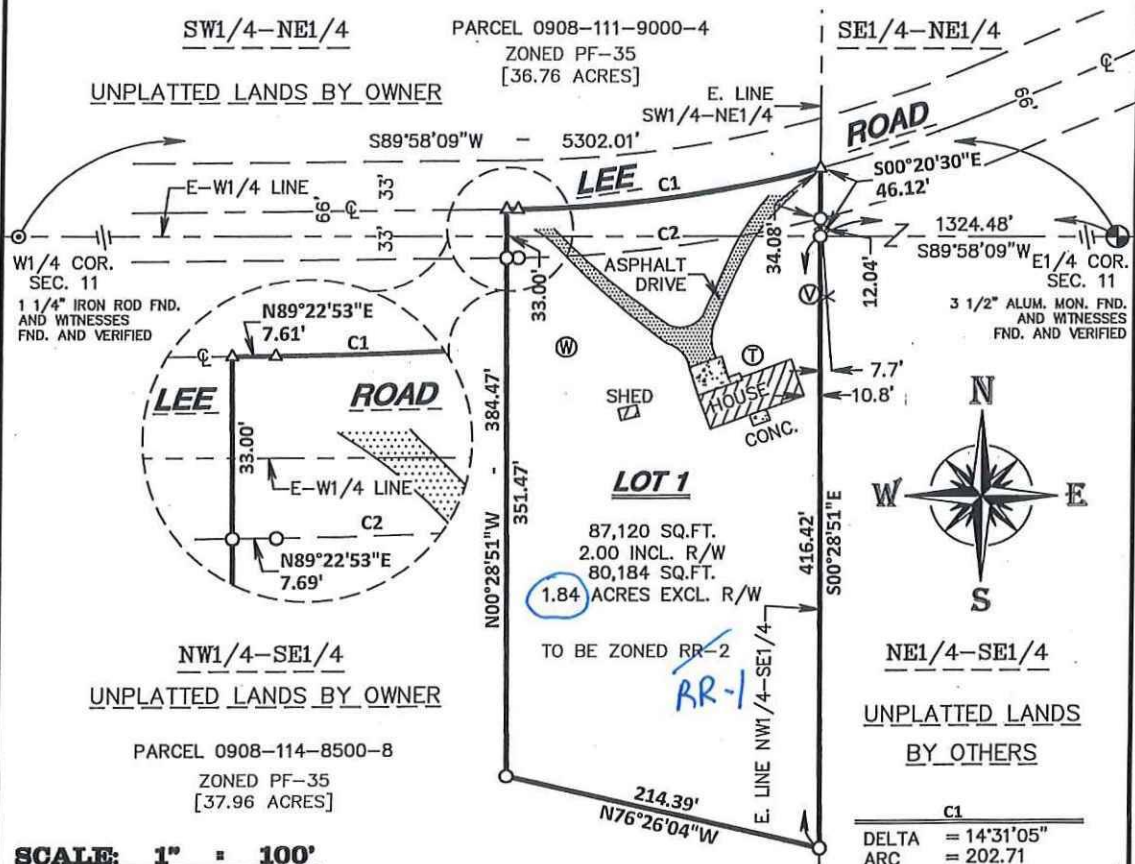 SW1/4-NE1/4
PARCEL 0908-111-9000-4
ZONED PF-35
[36.76 ACRES]
SE1/4-NE1/4
UNPLATTED LANDS BY OWNER
E. LINE
SW1/4-NE1/4
S89°58'09"W - 5302.01'
LEE ROAD
℄
66'
C1
S00°20'30"E
46.12'
E-W1/4 LINE
66'
℄
33'
33'
C2
1324.48'
S89°58'09"W
W1/4 COR.
SEC. 11
1 1/4" IRON ROD FND.
AND WITNESSES
FND. AND VERIFIED
E1/4 COR.
SEC. 11
3 1/2" ALUM. MON. FND.
AND WITNESSES
FND. AND VERIFIED
33.00'
ASPHALT
DRIVE
34.08'
12.04'
V
W
T
7.7'
10.8'
SHED
HOUSE
CONC.
N89°22'53"E
7.61'
C1
℄
LEE ROAD
33.00'
E-W1/4 LINE
C2
N89°22'53"E
7.69'
N00°28'51"W - 384.47'
351.47'
LOT 1
87,120 SQ.FT.
2.00 INCL. R/W
80,184 SQ.FT.
1.84 ACRES EXCL. R/W
TO BE ZONED RR-2
RR-1
416.42'
S00°28'51"E
E. LINE NW1/4-SE1/4
N
W
E
S
NW1/4-SE1/4
UNPLATTED LANDS BY OWNER
PARCEL 0908-114-8500-8
ZONED PF-35
[37.96 ACRES]
NE1/4-SE1/4
UNPLATTED LANDS
BY OTHERS
214.39'
N76°26'04"W
SCALE: 1" = 100'
C1
DELTA = 14°31'05"
ARC = 202.71